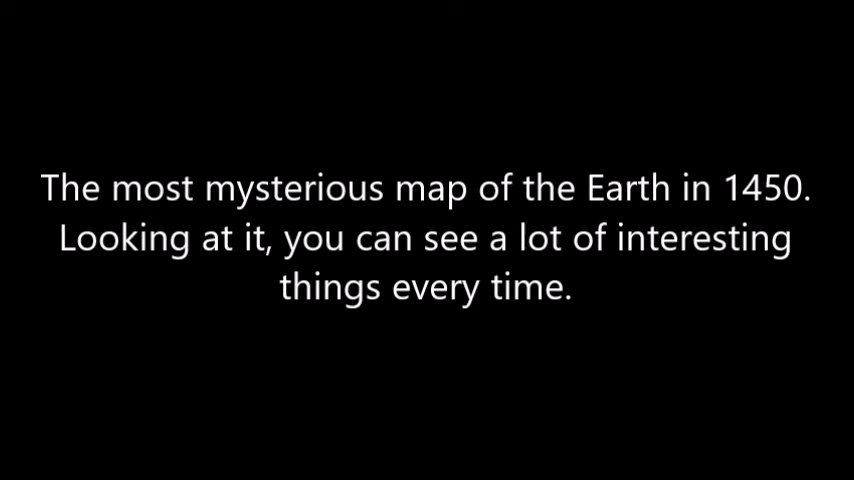 The most mysterious map of the Earth in 1450.
Looking at it, you can see a lot of interesting
things every time.